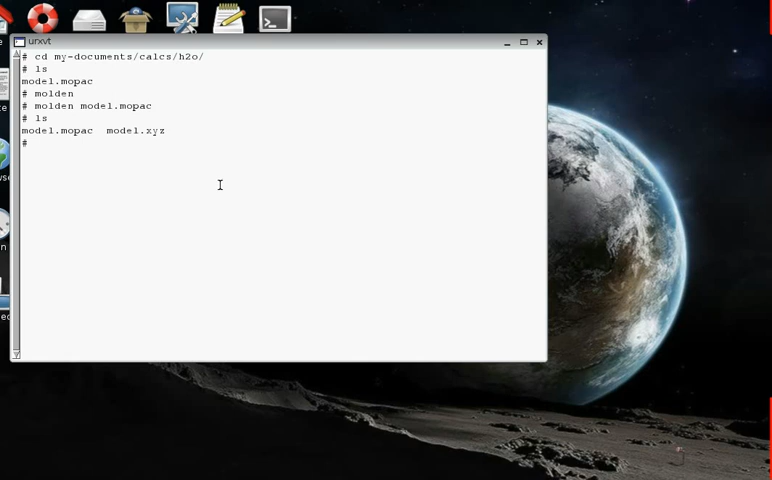 urxvt
# cd my-documents/calcs/h2o/
# ls
model.mopac
# molden
# molden model.mopac
# ls
model.mopac  model.xyz
#